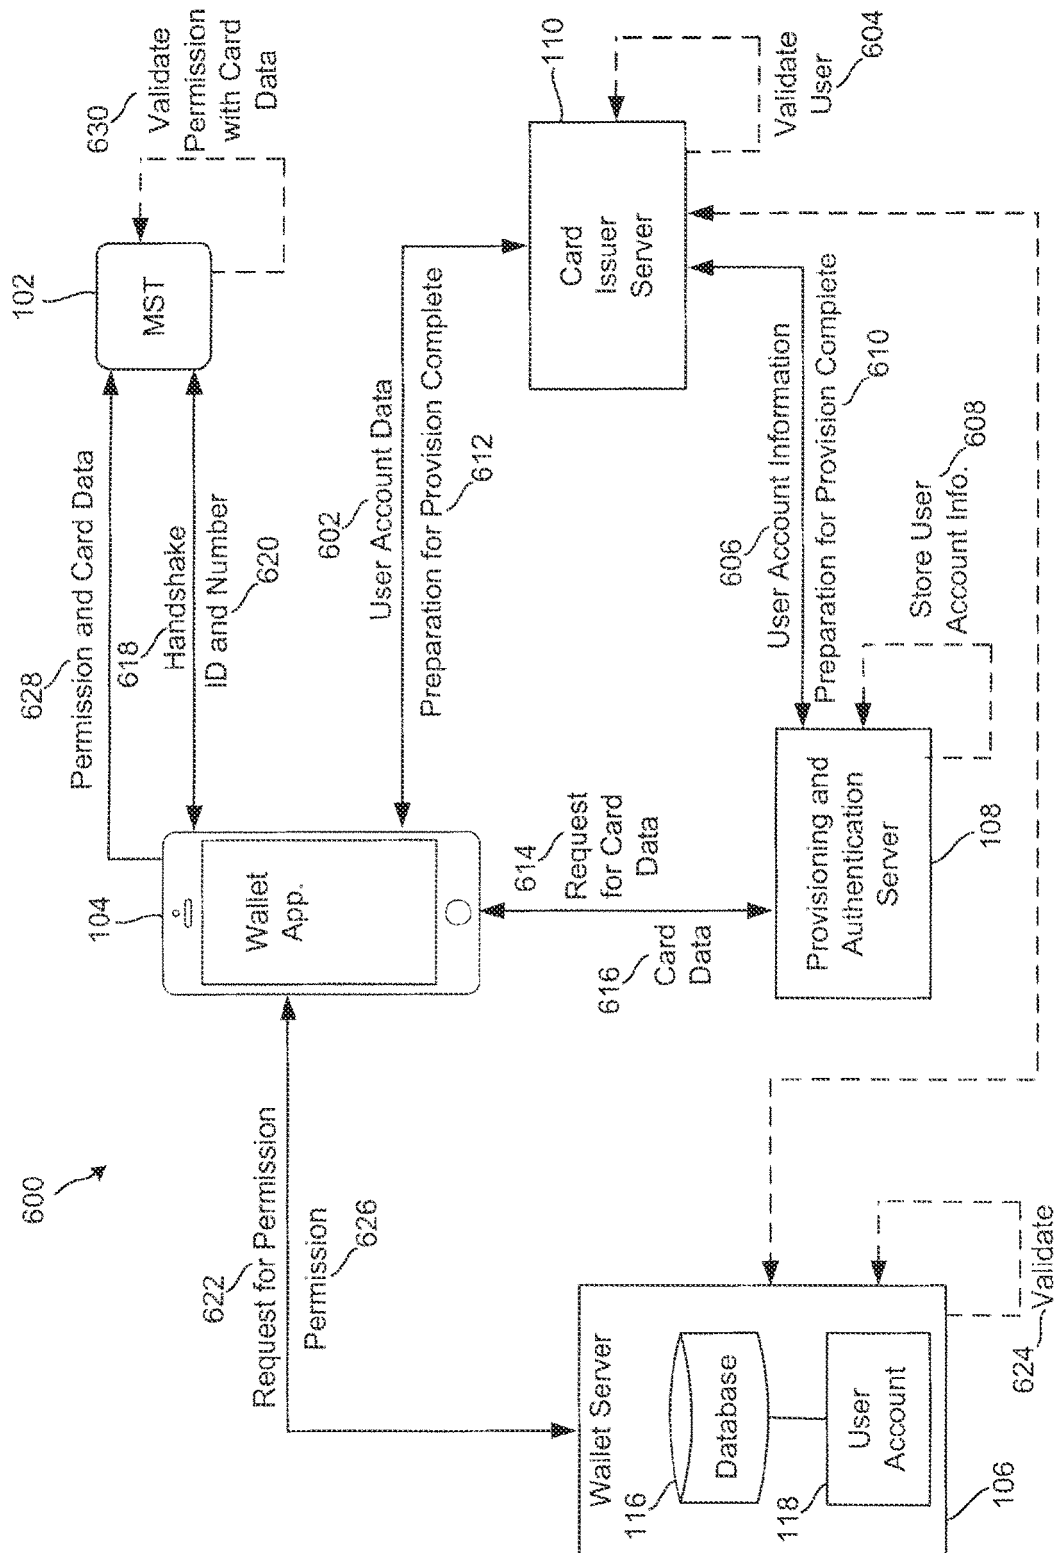 600
622
Request for Permission
Permission
626
104
Wallet
App.
628
Permission and Card Data
618
Handshake
ID and Number
620
102
MST
630
Validate
Permission
with Card
Data
602
User Account Data
Preparation for Provision Complete
612
614
Request
for Card
Data
616
Card
Data
110
Card
Issuer
Server
Validate
User
604
606
User Account Information
Preparation for Provision Complete
610
Provisioning and
Authentication
Server
108
Store User
Account Info.
608
Wallet Server
116
Database
118
User
Account
106
624
Validate